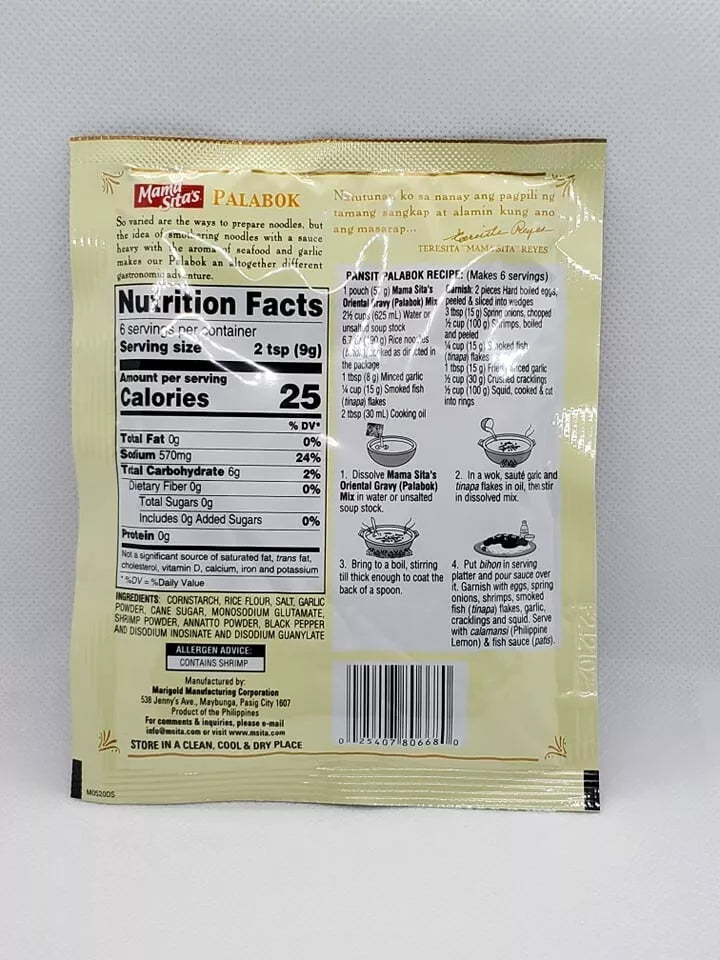 Mama Sita's PALABOK
So varied are the ways to prepare noodles, but
the idea of smothering noodles with a sauce
heavy with the aroma of seafood and garlic
makes our Palabok an altogether different
gastronomic adventure.
Natutunan ko sa nanay ang pagpili ng
tamang sangkap at alamin kung ano
ang masarap...
Teresita Reyes
TERESITA "MAMA SITA" REYES
Nutrition Facts
6 servings per container
Serving size 2 tsp (9g)
Amount per serving
Calories 25
% DV*
Total Fat 0g 0%
Sodium 570mg 24%
Total Carbohydrate 6g 2%
Dietary Fiber 0g 0%
Total Sugars 0g
Includes 0g Added Sugars 0%
Protein 0g
Not a significant source of saturated fat, trans fat,
cholesterol, vitamin D, calcium, iron and potassium
*%DV = %Daily Value
INGREDIENTS: CORNSTARCH, RICE FLOUR, SALT, GARLIC
POWDER, CANE SUGAR, MONOSODIUM GLUTAMATE,
SHRIMP POWDER, ANNATTO POWDER, BLACK PEPPER
AND DISODIUM INOSINATE AND DISODIUM GUANYLATE
ALLERGEN ADVICE:
CONTAINS SHRIMP
Manufactured by:
Marigold Manufacturing Corporation
538 Jenny's Ave., Maybunga, Pasig City 1607
Product of the Philippines
For comments & inquiries, please e-mail
info@msita.com or visit www.msita.com
STORE IN A CLEAN, COOL & DRY PLACE
M0520DS
PANSIT PALABOK RECIPE: (Makes 6 servings)
1 pouch (57 g) Mama Sita's
Oriental Gravy (Palabok) Mix
2½ cups (625 mL) Water or
unsalted soup stock
(190 g) Rice noodles
cooked as directed in
the package
1 tbsp (8 g) Minced garlic
¼ cup (15 g) Smoked fish
(tinapa) flakes
2 tbsp (30 mL) Cooking oil
Garnish: 2 pieces Hard boiled eggs,
peeled & sliced into wedges
3 tbsp (15 g) Spring onions, chopped
½ cup (100 g) Shrimps, boiled
and peeled
¼ cup (15 g) Smoked fish
(tinapa) flakes
1 tbsp (15 g) Fried minced garlic
½ cup (30 g) Crushed cracklings
½ cup (100 g) Squid, cooked & cut
into rings
1. Dissolve Mama Sita's
Oriental Gravy (Palabok)
Mix in water or unsalted
soup stock.
2. In a wok, sauté garlic and
tinapa flakes in oil, then stir
in dissolved mix.
3. Bring to a boil, stirring
till thick enough to coat the
back of a spoon.
4. Put bihon in serving
platter and pour sauce over
it. Garnish with eggs, spring
onions, shrimps, smoked
fish (tinapa) flakes, garlic,
cracklings and squid. Serve
with calamansi (Philippine
Lemon) & fish sauce (patis).
0 25407 80668 0